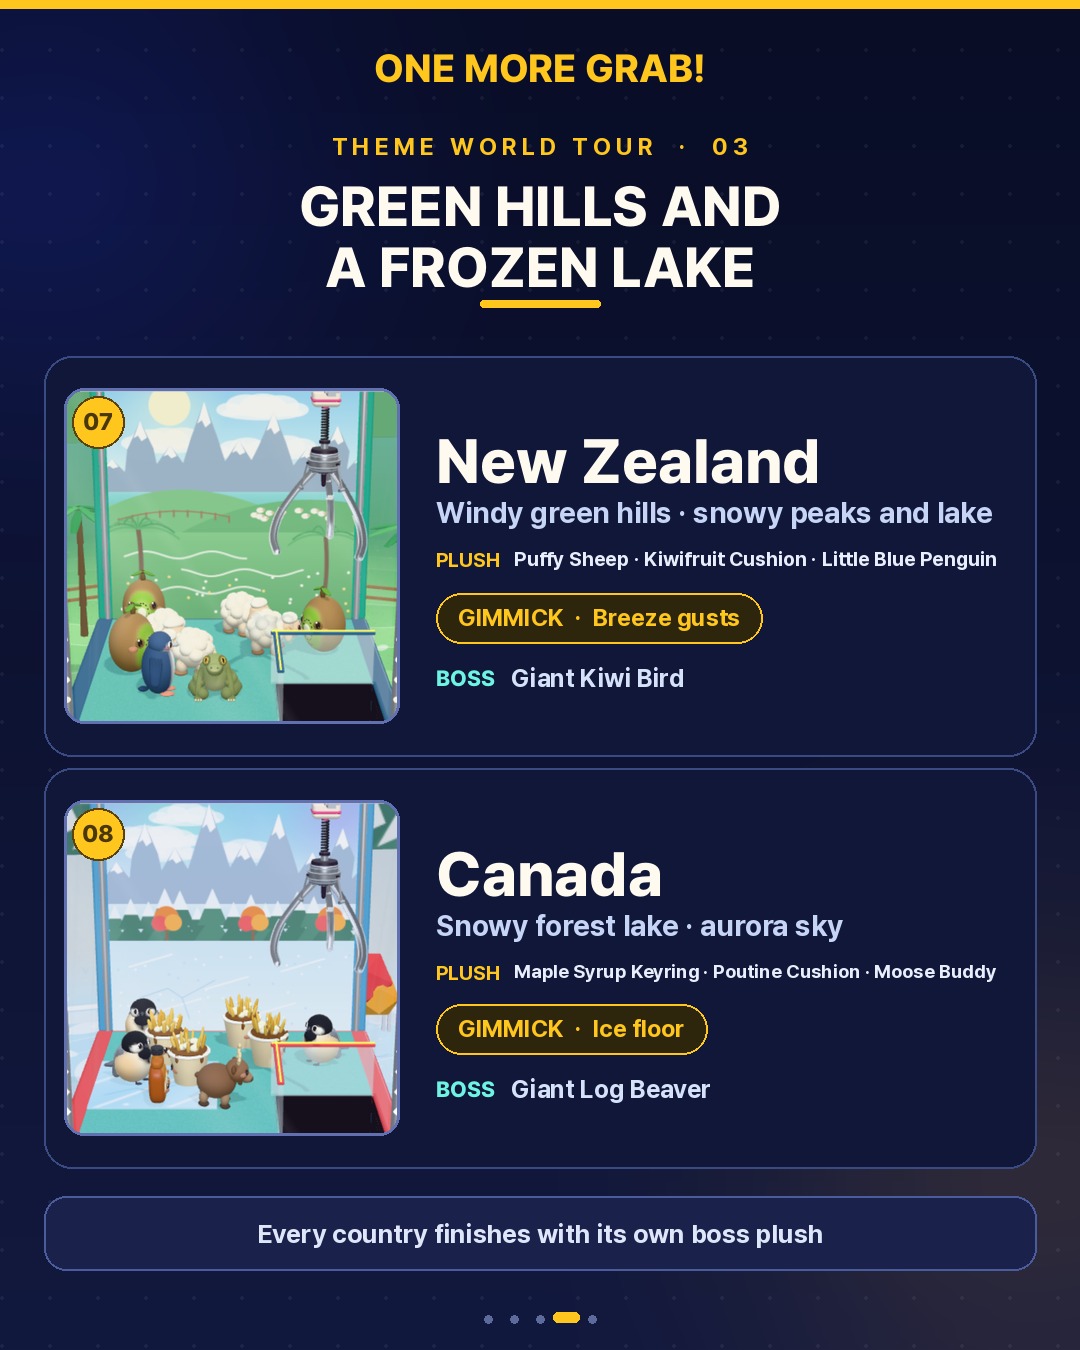 ONE MORE GRAB!
THEME WORLD TOUR · 03
GREEN HILLS AND
A FROZEN LAKE
07
New Zealand
Windy green hills · snowy peaks and lake
PLUSH Puffy Sheep · Kiwifruit Cushion · Little Blue Penguin
GIMMICK · Breeze gusts
BOSS Giant Kiwi Bird
08
Canada
Snowy forest lake · aurora sky
PLUSH Maple Syrup Keyring · Poutine Cushion · Moose Buddy
GIMMICK · Ice floor
BOSS Giant Log Beaver
Every country finishes with its own boss plush